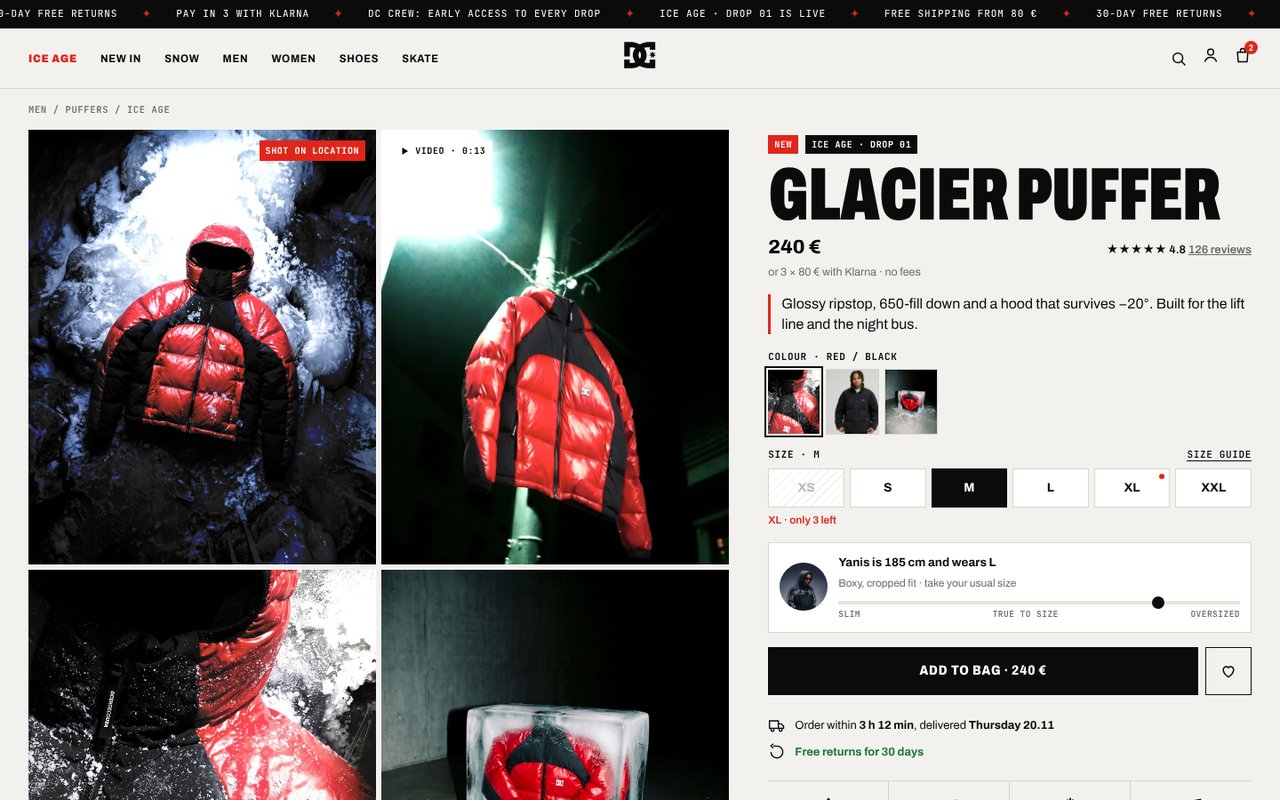 0-DAY FREE RETURNS ✦ PAY IN 3 WITH KLARNA ✦ DC CREW: EARLY ACCESS TO EVERY DROP ✦ ICE AGE · DROP 01 IS LIVE ✦ FREE SHIPPING FROM 80 € ✦ 30-DAY FREE RETURNS ✦
ICE AGE NEW IN SNOW MEN WOMEN SHOES SKATE
2
MEN / PUFFERS / ICE AGE
SHOT ON LOCATION
▶ VIDEO · 0:13
NEW ICE AGE · DROP 01
GLACIER PUFFER
240 €
★★★★★ 4.8 126 reviews
or 3 × 80 € with Klarna · no fees
Glossy ripstop, 650-fill down and a hood that survives −20°. Built for the lift
line and the night bus.
COLOUR · RED / BLACK
SIZE · M SIZE GUIDE
XS S M L XL XXL
XL · only 3 left
Yanis is 185 cm and wears L
Boxy, cropped fit · take your usual size
SLIM TRUE TO SIZE OVERSIZED
ADD TO BAG · 240 €
Order within 3 h 12 min, delivered Thursday 20.11
Free returns for 30 days